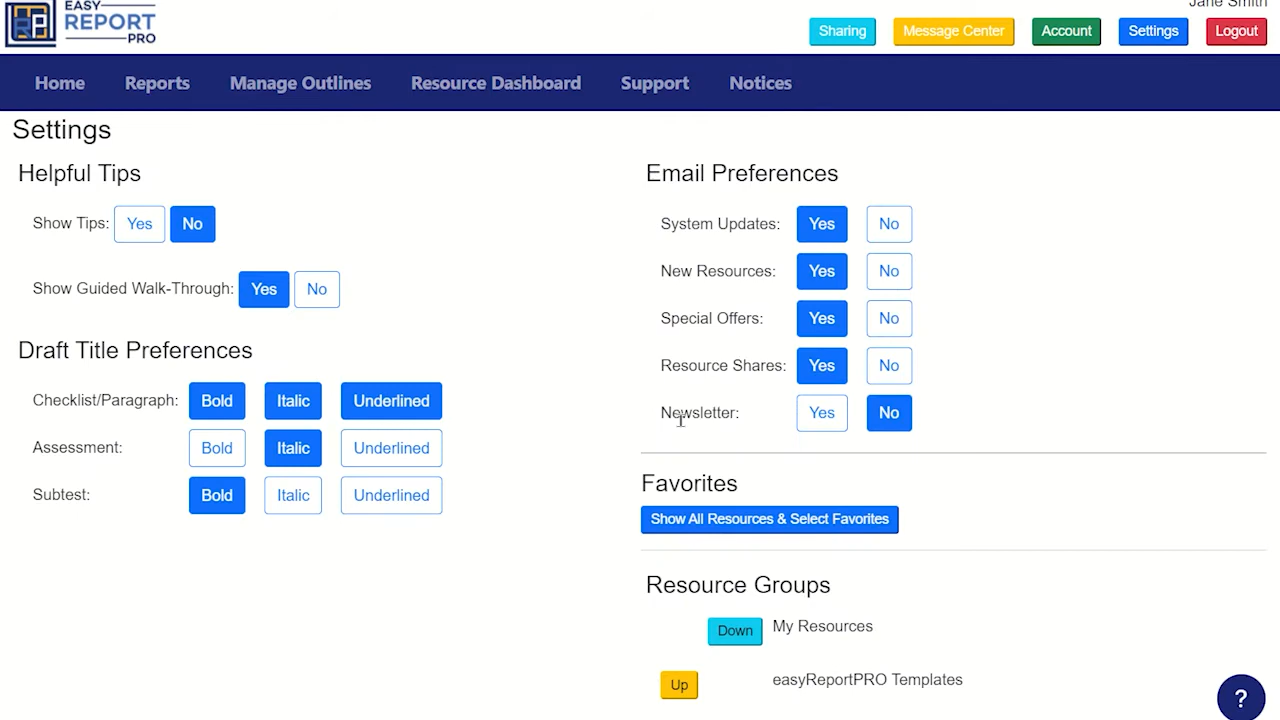 EASY
REPORT
PRO
Jane Smith
Sharing
Message Center
Account
Settings
Logout
Home
Reports
Manage Outlines
Resource Dashboard
Support
Notices
Settings
Helpful Tips
Show Tips: Yes No
Show Guided Walk-Through: Yes No
Draft Title Preferences
Checklist/Paragraph: Bold Italic Underlined
Assessment: Bold Italic Underlined
Subtest: Bold Italic Underlined
Email Preferences
System Updates: Yes No
New Resources: Yes No
Special Offers: Yes No
Resource Shares: Yes No
Newsletter: Yes No
Favorites
Show All Resources & Select Favorites
Resource Groups
Down My Resources
Up easyReportPRO Templates
?